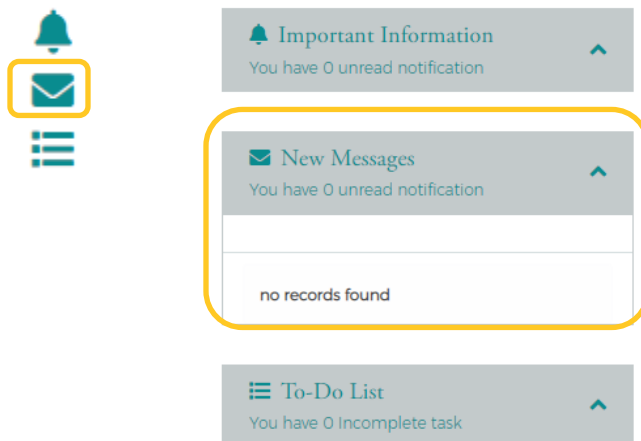 Important Information
You have 0 unread notification
New Messages
You have 0 unread notification
no records found
To-Do List
You have 0 Incomplete task